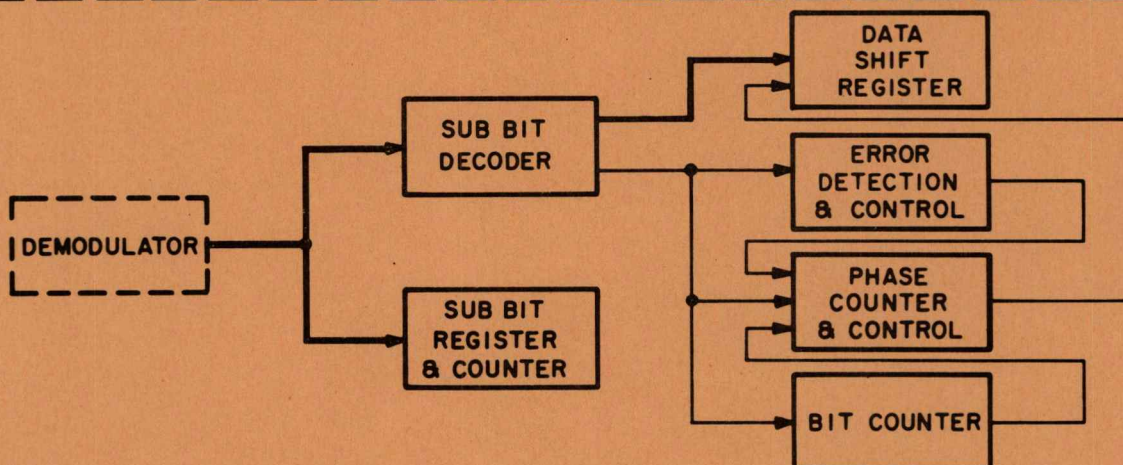 DEMODULATOR
SUB BIT
DECODER
SUB BIT
REGISTER
& COUNTER
DATA
SHIFT
REGISTER
ERROR
DETECTION
& CONTROL
PHASE
COUNTER
& CONTROL
BIT COUNTER